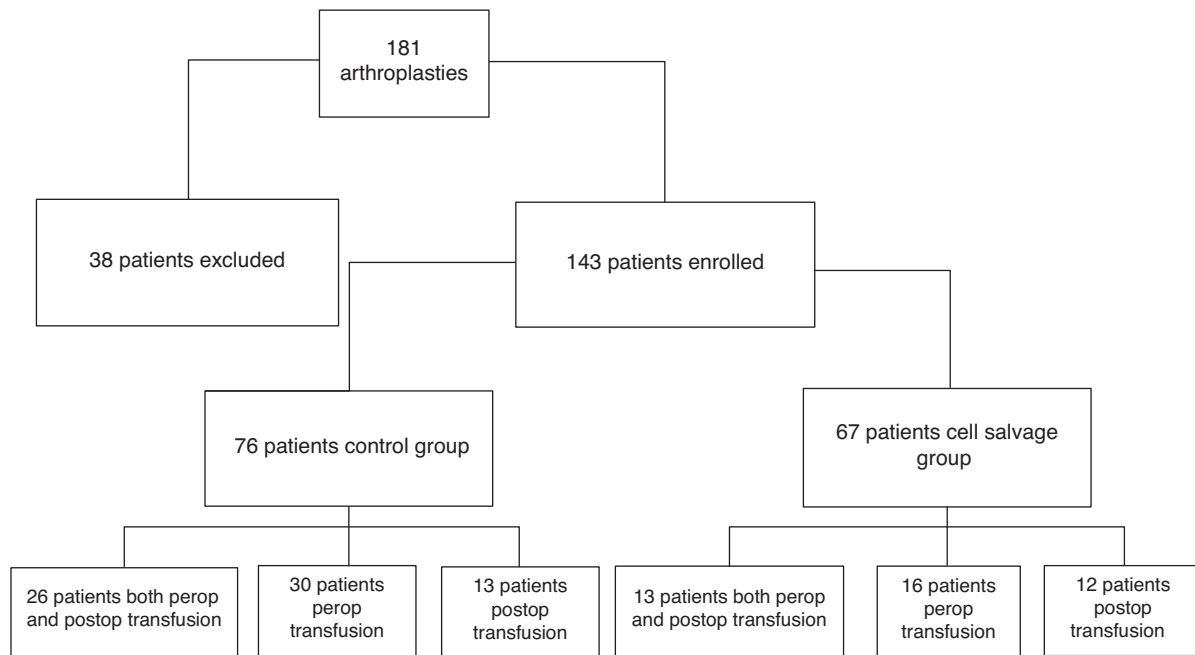 181
arthroplasties
38 patients excluded
143 patients enrolled
76 patients control group
67 patients cell salvage
group
26 patients both perop
and postop transfusion
30 patients
perop
transfusion
13 patients
postop
transfusion
13 patients both perop
and postop transfusion
16 patients
perop
transfusion
12 patients
postop
transfusion